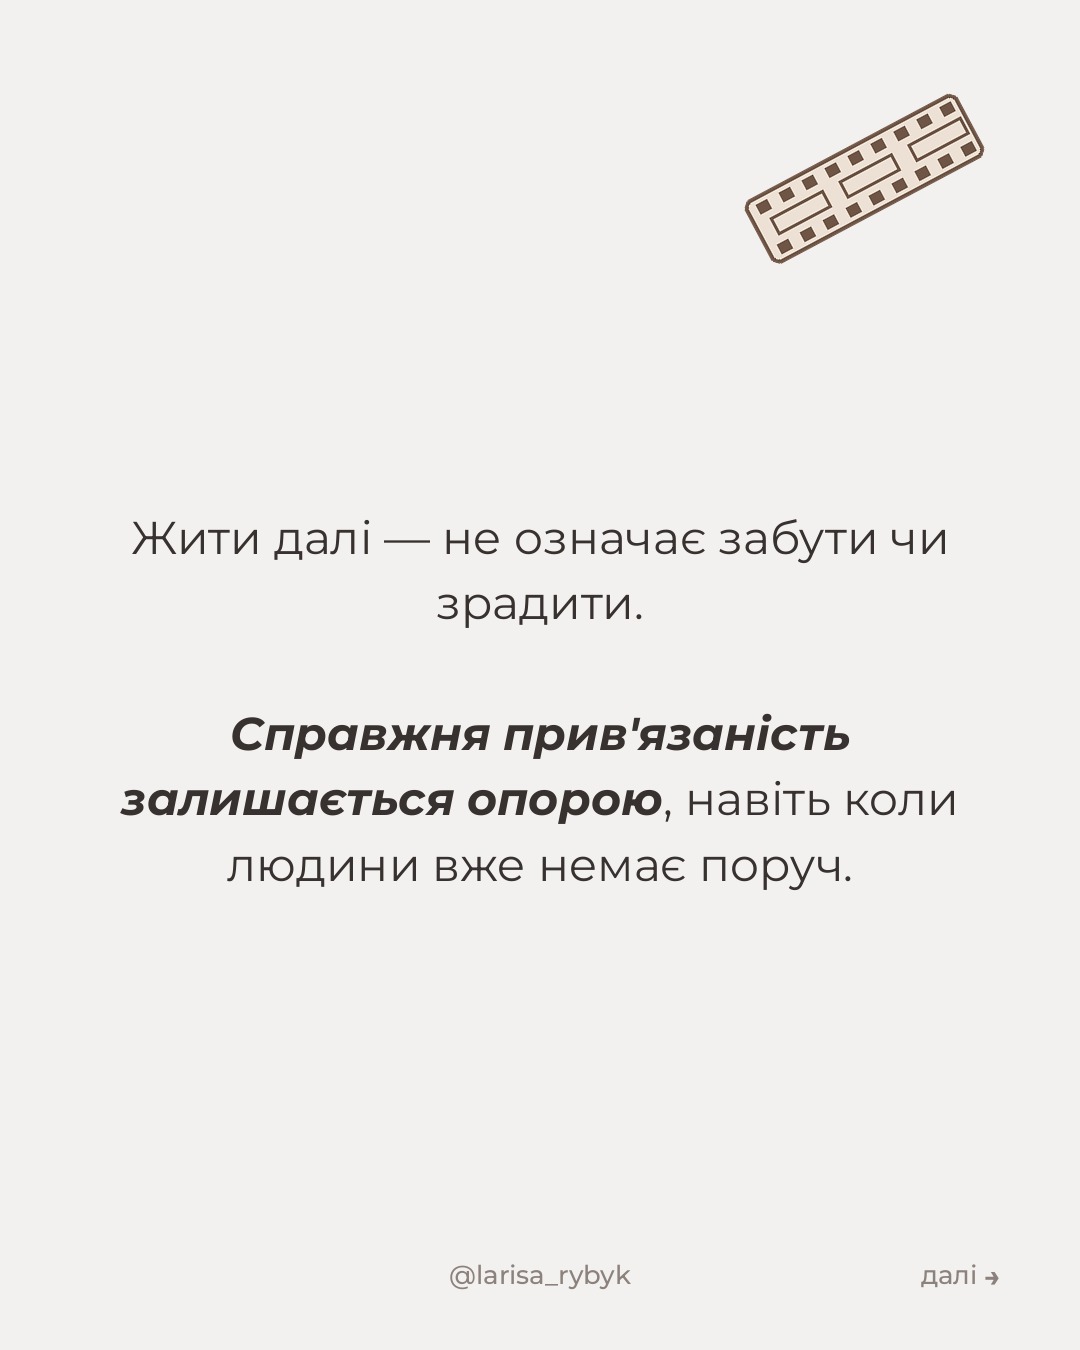 Жити далі — не означає забути чи
зрадити.
Справжня прив'язаність
залишається опорою, навіть коли
людини вже немає поруч.
@larisa_rybyk
далі →